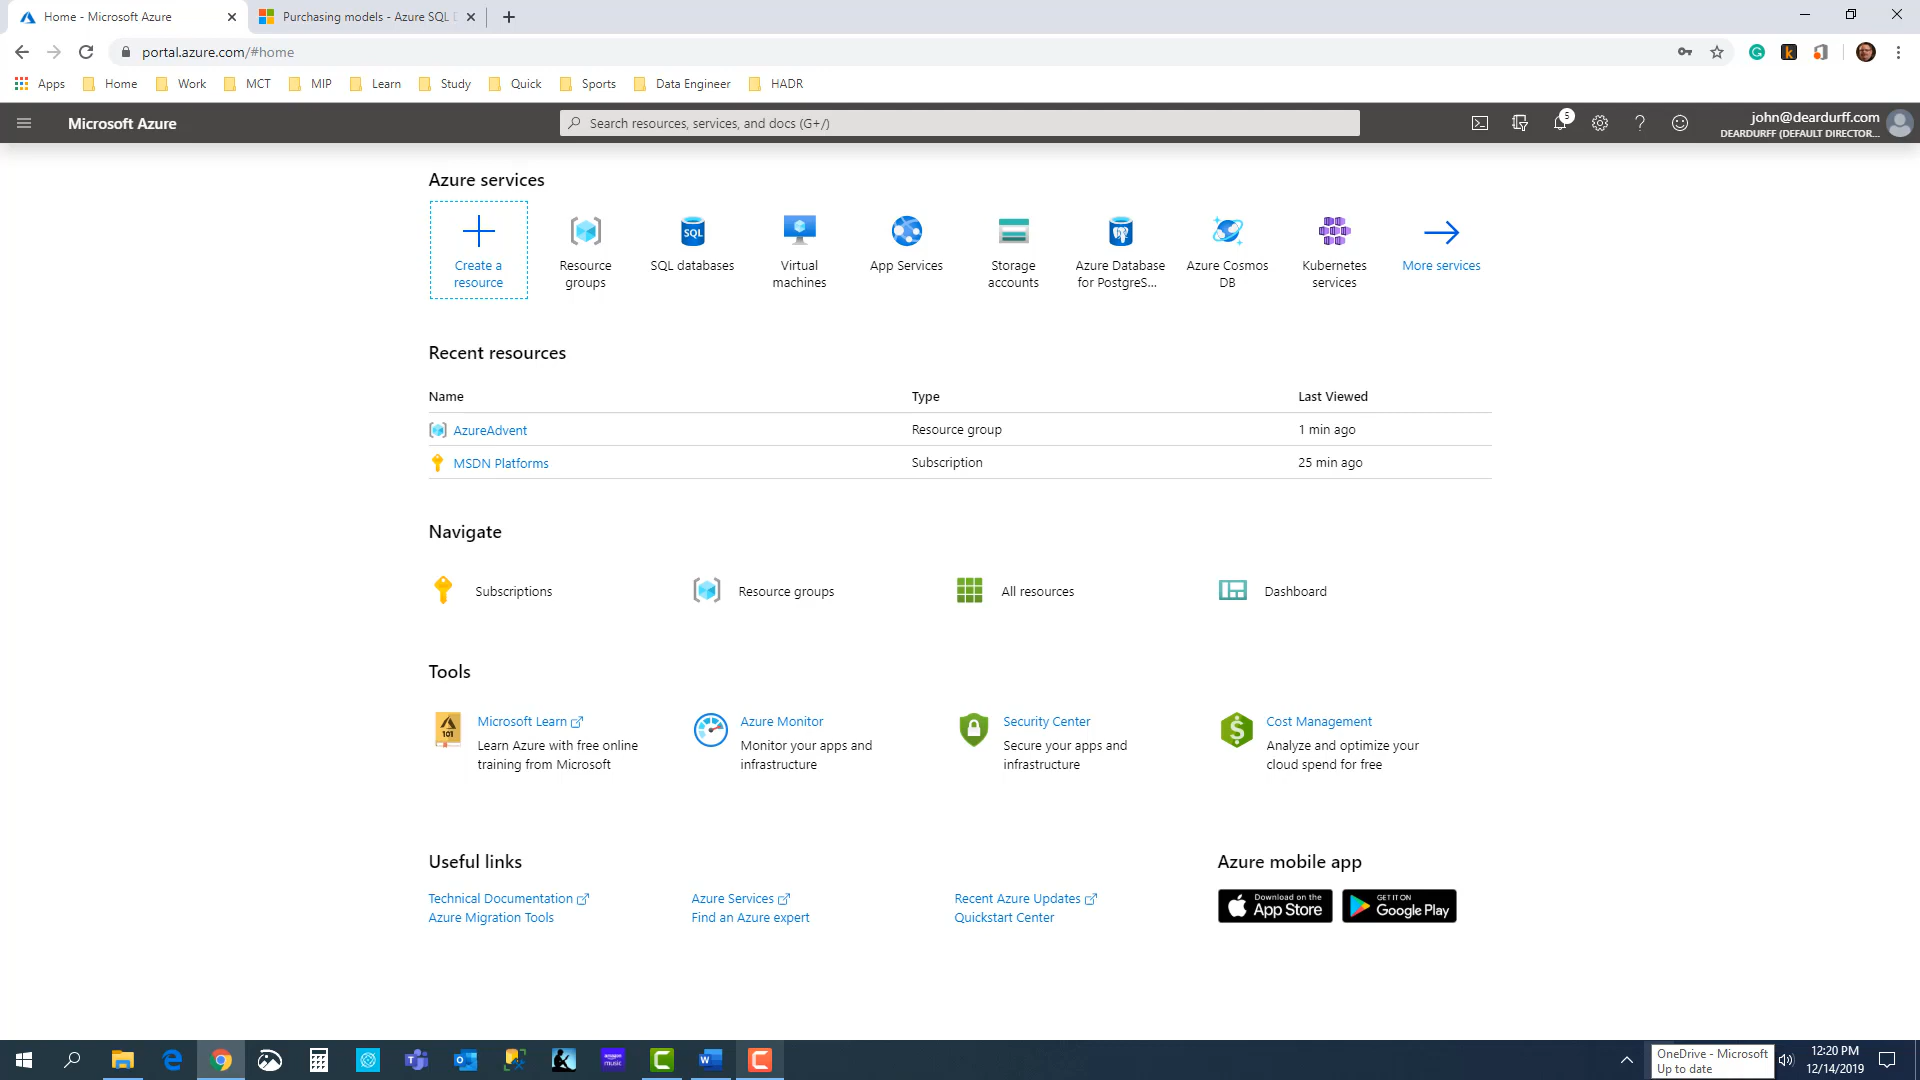 Home - Microsoft Azure
Purchasing models - Azure SQL D
portal.azure.com/#home
Apps
Home
Work
MCT
MIP
Learn
Study
Quick
Sports
Data Engineer
HADR
Microsoft Azure
Search resources, services, and docs (G+/)
5
john@deardurff.com
DEARDURFF (DEFAULT DIRECTOR...
Azure services
Create a
resource
Resource
groups
SQL
SQL databases
Virtual
machines
App Services
Storage
accounts
Azure Database
for PostgreS...
Azure Cosmos
DB
Kubernetes
services
More services
Recent resources
Name Type Last Viewed
AzureAdvent Resource group 1 min ago
MSDN Platforms Subscription 25 min ago
Navigate
Subscriptions
Resource groups
All resources
Dashboard
Tools
101
Microsoft Learn
Learn Azure with free online
training from Microsoft
Azure Monitor
Monitor your apps and
infrastructure
Security Center
Secure your apps and
infrastructure
Cost Management
Analyze and optimize your
cloud spend for free
Useful links
Technical Documentation
Azure Migration Tools
Azure Services
Find an Azure expert
Recent Azure Updates
Quickstart Center
Azure mobile app
Download on the
App Store
GET IT ON
Google Play
amazon
music
OneDrive - Microsoft
Up to date
12:20 PM
12/14/2019